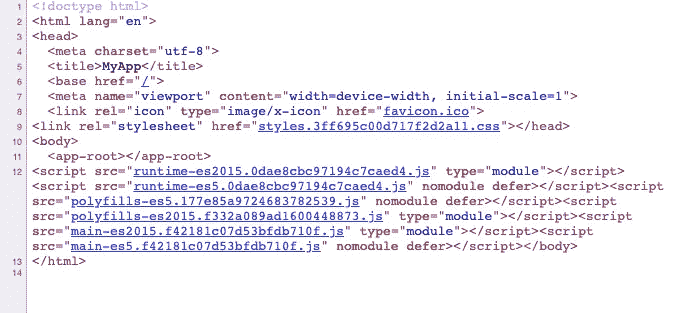 1 <!doctype html>
2 <html lang="en">
3 <head>
4 <meta charset="utf-8">
5 <title>MyApp</title>
6 <base href="/">
7 <meta name="viewport" content="width=device-width, initial-scale=1">
8 <link rel="icon" type="image/x-icon" href="favicon.ico">
9 <link rel="stylesheet" href="styles.3ff695c00d717f2d2a11.css"></head>
10 <body>
11 <app-root></app-root>
12 <script src="runtime-es2015.0dae8cbc97194c7caed4.js" type="module"></script>
<script src="runtime-es5.0dae8cbc97194c7caed4.js" nomodule defer></script><script
src="polyfills-es5.177e85a9724683782539.js" nomodule defer></script><script
src="polyfills-es2015.f332a089ad1600448873.js" type="module"></script><script
src="main-es2015.f42181c07d53bfdb710f.js" type="module"></script><script
src="main-es5.f42181c07d53bfdb710f.js" nomodule defer></script></body>
13 </html>
14